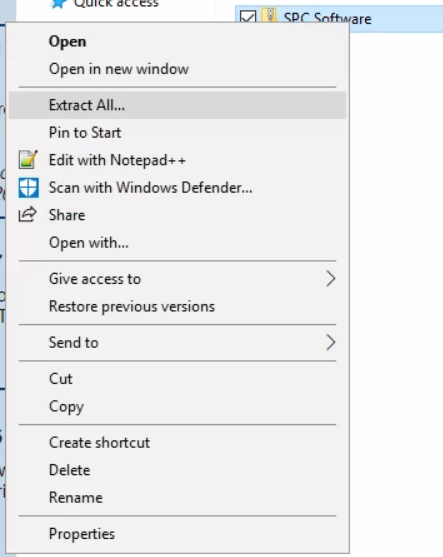 Quick access
SPC Software
Open
Open in new window
Extract All...
Pin to Start
Edit with Notepad++
Scan with Windows Defender...
Share
Open with...
Give access to
Restore previous versions
Send to
Cut
Copy
Create shortcut
Delete
Rename
Properties